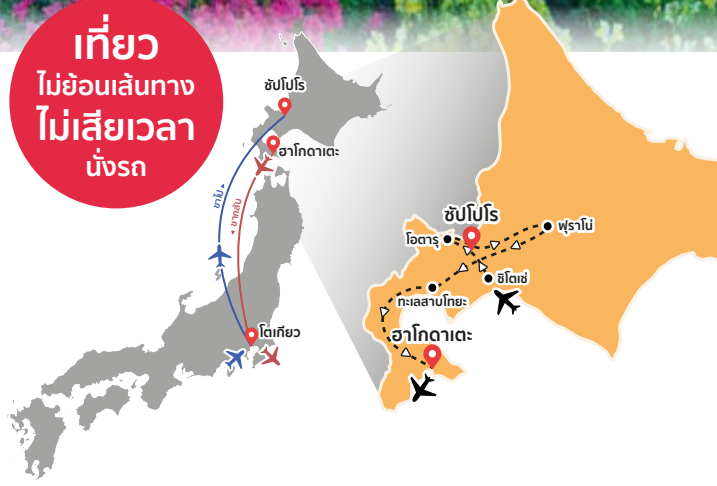 เที่ยว
ไม่ย้อนเส้นทาง
ไม่เสียเวลา
นั่งรถ
ซัปโปโร
ฮาโกดาเตะ
ขาไป
ขากลับ
โตเกียว
ซัปโปโร
โอตารุ
ฟุราโน่
ชิโตเซ่
ทะเลสาบโทยะ
ฮาโกดาเตะ